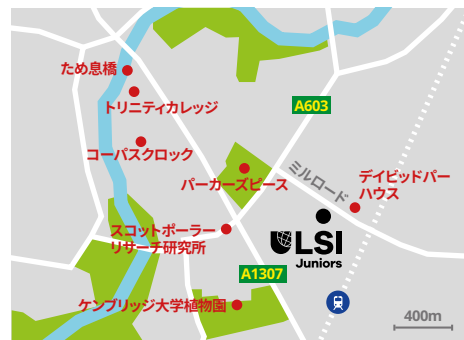 ため息橋
トリニティカレッジ
A603
コーパスクロック
パーカーズピース
ミルロード
デイビッドパー
ハウス
スコットポーラー
リサーチ研究所
LSI
Juniors
A1307
ケンブリッジ大学植物園
400m